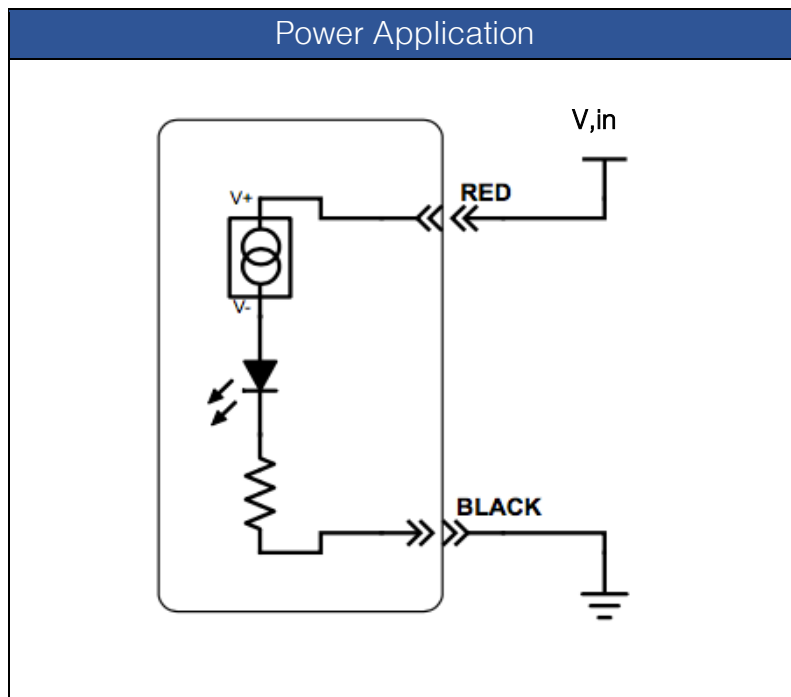 Power Application
V,in
RED
V+
V-
BLACK